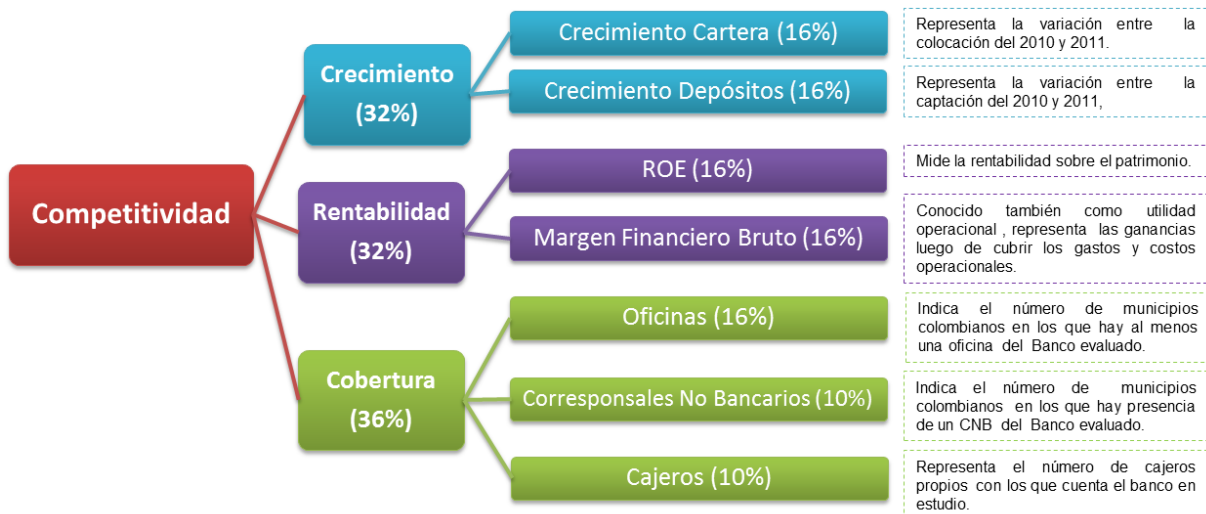 Competitividad
Crecimiento
(32%)
Crecimiento Cartera (16%)
Representa la variación entre la
colocación del 2010 y 2011.
Crecimiento Depósitos (16%)
Representa la variación entre la
captación del 2010 y 2011,
Rentabilidad
(32%)
ROE (16%)
Mide la rentabilidad sobre el patrimonio.
Margen Financiero Bruto (16%)
Conocido también como utilidad
operacional , representa las ganancias
luego de cubrir los gastos y costos
operacionales.
Cobertura
(36%)
Oficinas (16%)
Indica el número de municipios
colombianos en los que hay al menos
una oficina del Banco evaluado.
Corresponsales No Bancarios (10%)
Indica el número de municipios
colombianos en los que hay presencia
de un CNB del Banco evaluado.
Cajeros (10%)
Representa el número de cajeros
propios con los que cuenta el banco en
estudio.